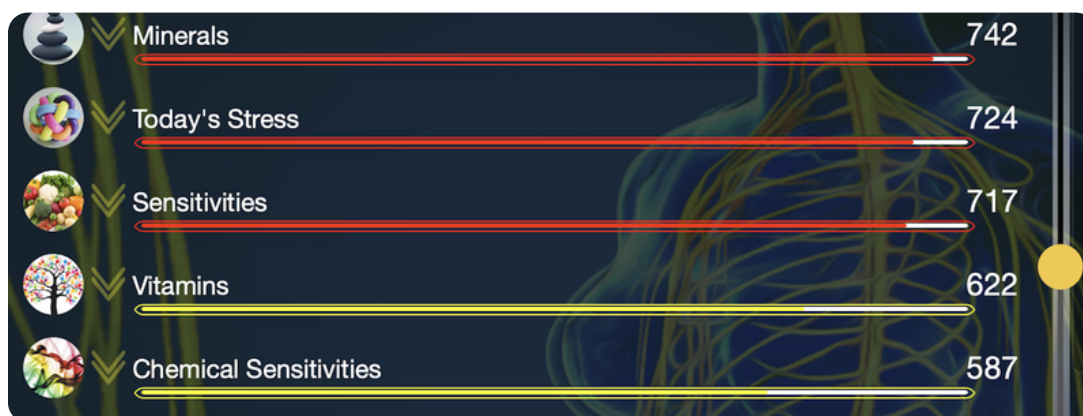 Minerals 742
Today's Stress 724
Sensitivities 717
Vitamins 622
Chemical Sensitivities 587